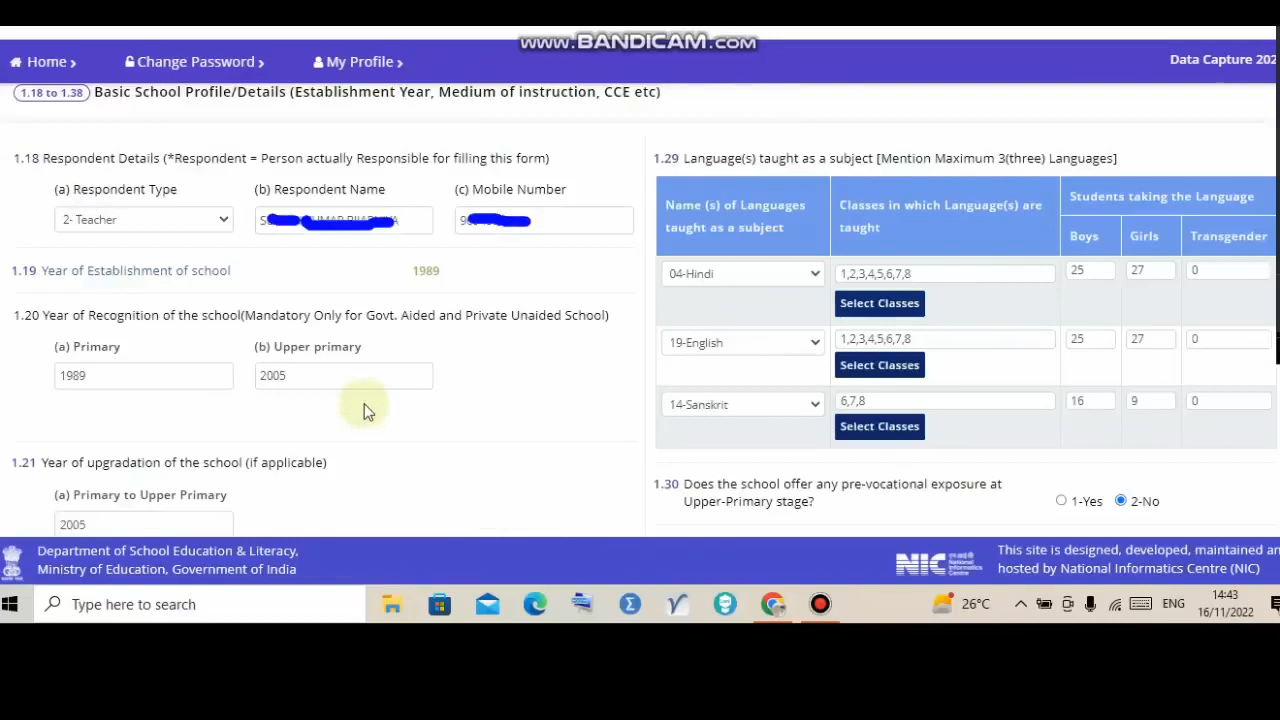 www.BANDICAM.COM
Home
Change Password
My Profile
Data Capture 202
1.18 to 1.38 Basic School Profile/Details (Establishment Year, Medium of instruction, CCE etc)
1.18 Respondent Details (*Respondent = Person actually Responsible for filling this form)
(a) Respondent Type
(b) Respondent Name
(c) Mobile Number
2- Teacher
1.19 Year of Establishment of school
1989
1.20 Year of Recognition of the school(Mandatory Only for Govt. Aided and Private Unaided School)
(a) Primary
(b) Upper primary
1989
2005
1.21 Year of upgradation of the school (if applicable)
(a) Primary to Upper Primary
2005
1.29 Language(s) taught as a subject [Mention Maximum 3(three) Languages]
Name (s) of Languages
taught as a subject
Classes in which Language(s) are
taught
Students taking the Language
Boys
Girls
Transgender
04-Hindi
1,2,3,4,5,6,7,8
25
27
0
Select Classes
19-English
1,2,3,4,5,6,7,8
25
27
0
Select Classes
14-Sanskrit
6,7,8
16
9
0
Select Classes
1.30 Does the school offer any pre-vocational exposure at
Upper-Primary stage?
1-Yes
2-No
Department of School Education & Literacy,
Ministry of Education, Government of India
NIC
National
Informatics
Centre
This site is designed, developed, maintained an
hosted by National Informatics Centre (NIC)
Type here to search
26°C
ENG
14:43
16/11/2022